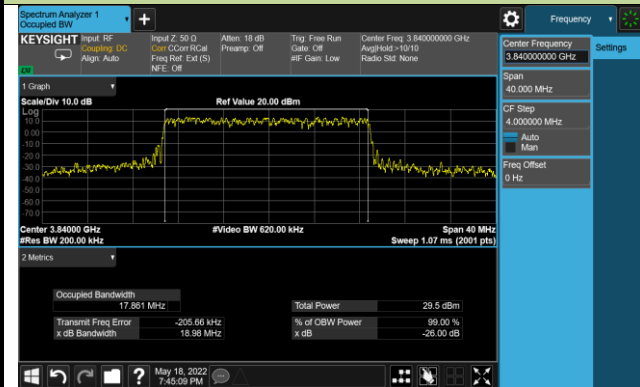 Spectrum Analyzer 1
Occupied BW
Frequency
KEYSIGHT
Input: RF
Coupling: DC
Align: Auto
Input Z: 50 Ω
Corr CCorr RCal
Freq Ref: Ext (S)
NFE: Off
Atten: 18 dB
Preamp: Off
Trig: Free Run
Gate: Off
#IF Gain: Low
Center Freq: 3.840000000 GHz
Avg|Hold:>10/10
Radio Std: None
1 Graph
Scale/Div 10.0 dB
Ref Value 20.00 dBm
Log
10.0
0.00
-10.0
-20.0
-30.0
-40.0
-50.0
-60.0
-70.0
Center 3.84000 GHz
#Video BW 620.00 kHz
Span 40 MHz
#Res BW 200.00 kHz
Sweep 1.07 ms (2001 pts)
2 Metrics
Occupied Bandwidth
17.861 MHz
Total Power 29.5 dBm
Transmit Freq Error -205.66 kHz
% of OBW Power 99.00 %
x dB Bandwidth 18.98 MHz
x dB -26.00 dB
May 18, 2022
7:45:09 PM
Center Frequency
3.840000000 GHz
Settings
Span
40.000 MHz
CF Step
4.000000 MHz
Auto
Man
Freq Offset
0 Hz